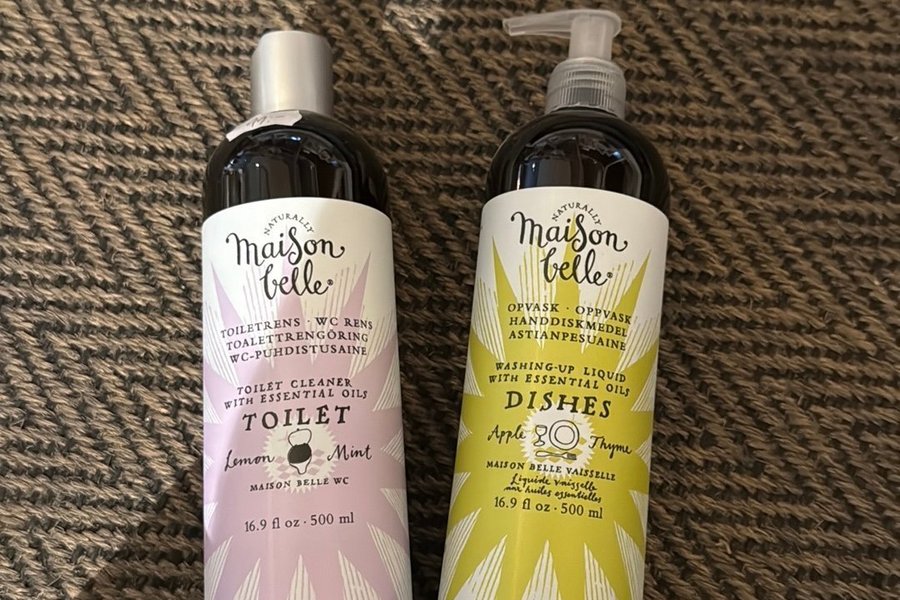 NATURALLY
Maison
belle®
TOILETRENS · WC RENS
TOALETTRENGÖRING
WC-PUHDISTUSAINE
TOILET CLEANER
WITH ESSENTIAL OILS
TOILET
Lemon Mint
MAISON BELLE WC
16.9 fl oz · 500 ml
NATURALLY
Maison
belle®
OPVASK · OPPVASK
HANDDISKMEDEL
ASTIANPESUAINE
WASHING-UP LIQUID
WITH ESSENTIAL OILS
DISHES
Apple Thyme
MAISON BELLE VAISSELLE
Liquide vaisselle
aux huiles essentielles
16.9 fl oz · 500 ml